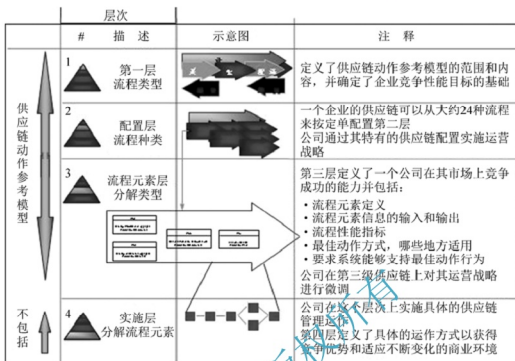 层次
# 描 述 示意图 注 释
供应链动作参考模型
1
第一层
流程类型
定义了供应链动作参考模型的范围和内
容，并确定了企业竞争性能目标的基础
2
配置层
流程种类
一个企业的供应链可以从大约24种流程
来按定单配置第二层
公司通过其特有的供应链配置实施运营
战略
3
流程元素层
分解类型
第三层定义了一个公司在其市场上竞争
成功的能力并包括：
·流程元素定义
·流程元素信息的输入和输出
·流程性能指标
·最佳动作方式，哪些地方适用
·要求系统能够支持最佳动作行为
公司在第三级供应链上对其运营战略
进行微调
不包括
4
实施层
分解流程元素
公司在这个层次上实施具体的供应链
管理运作
第四层定义了具体的运作方式以获得
竞争优势和适应不断变化的商业环境
版权所有